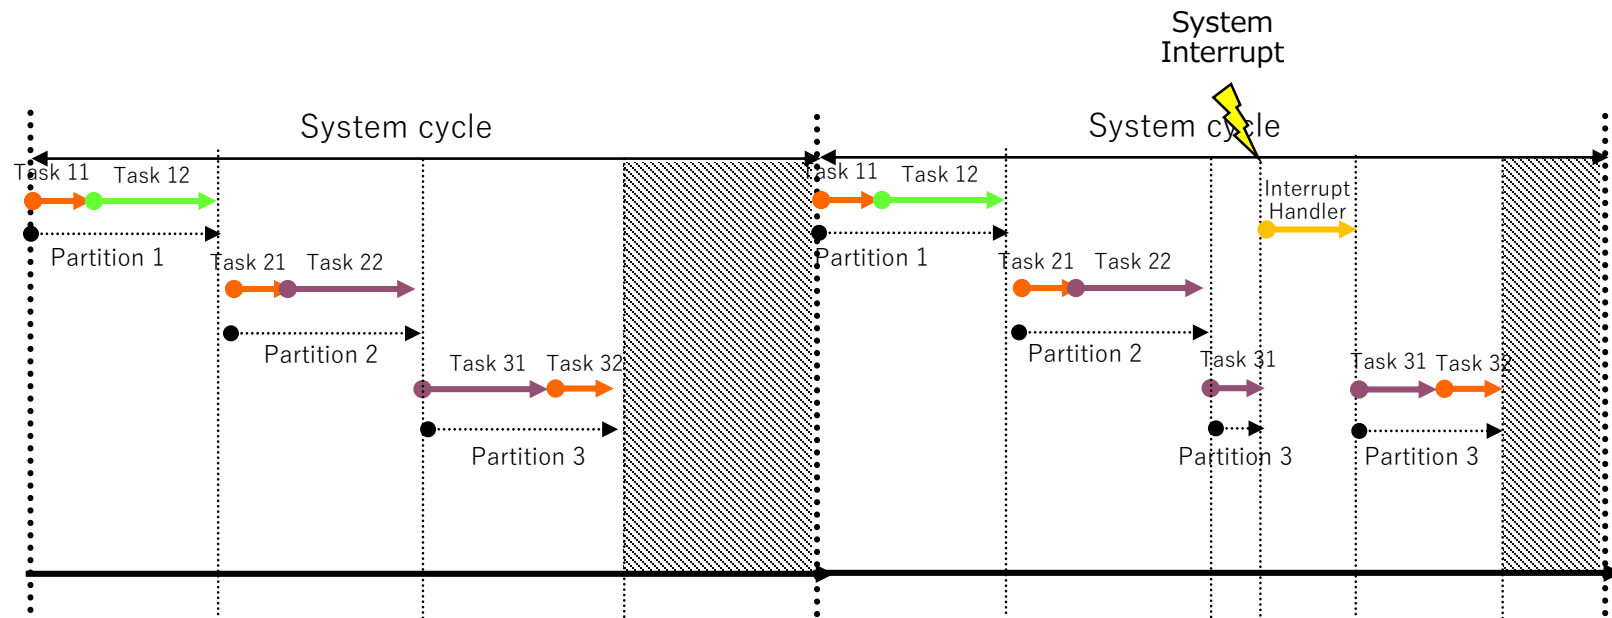 System
Interrupt
System cycle
System cycle
Task 11
Task 12
Task 11
Task 12
Interrupt
Handler
Partition 1
Partition 1
Task 21
Task 22
Task 21
Task 22
Partition 2
Partition 2
Task 31
Task 32
Task 31
Task 31
Task 32
Partition 3
Partition 3
Partition 3